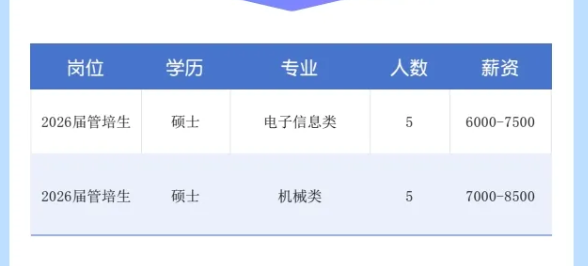 岗位 学历 专业 人数 薪资
2026届管培生 硕士 电子信息类 5 6000-7500
2026届管培生 硕士 机械类 5 7000-8500